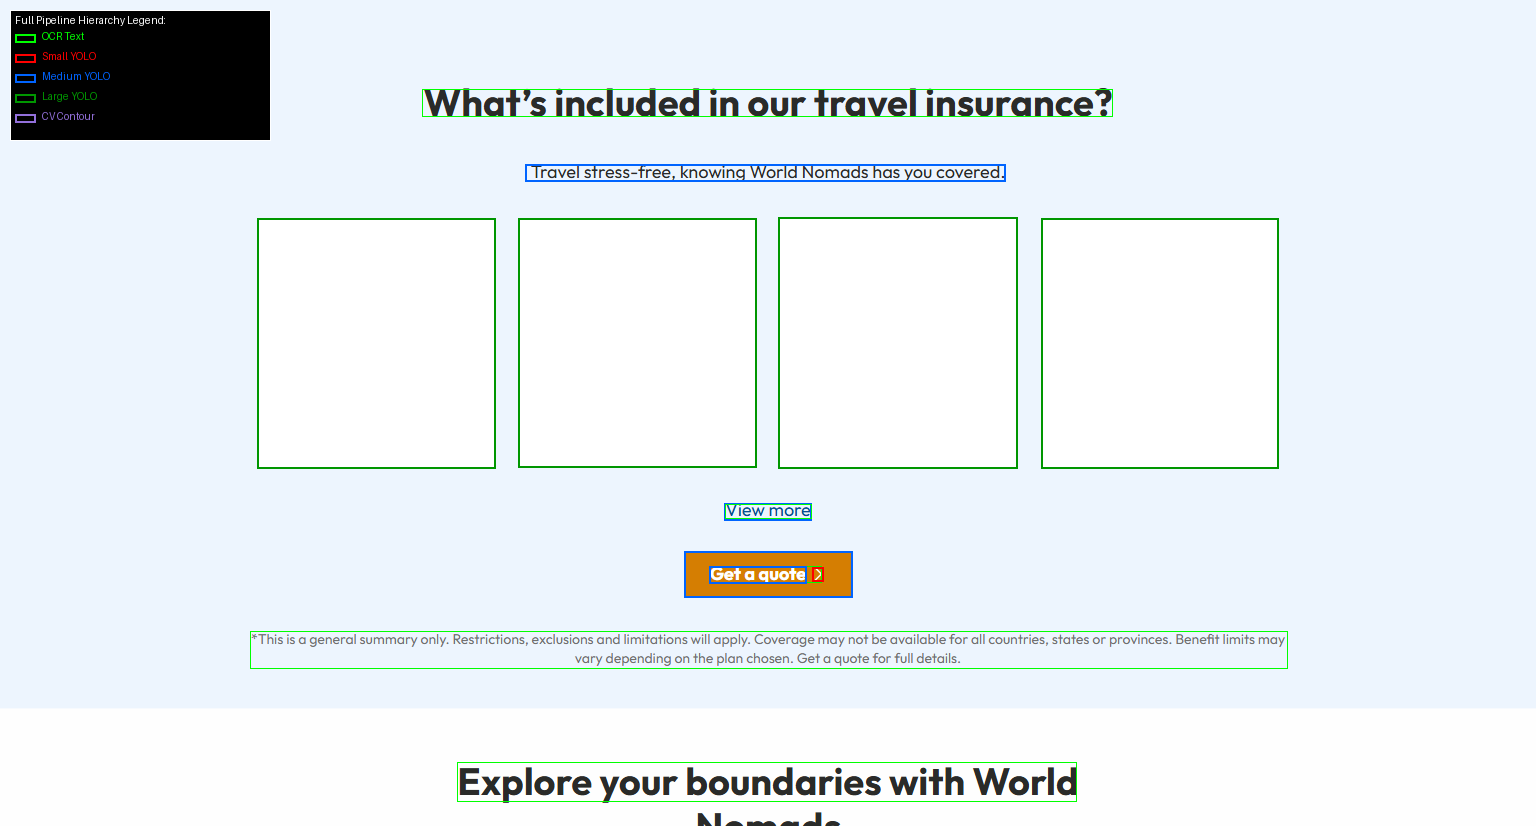 Full Pipeline Hierarchy Legend:
OCR Text
Small YOLO
Medium YOLO
Large YOLO
CV Contour
What's included in our travel insurance?
Travel stress-free, knowing World Nomads has you covered.
View more
Get a quote
*This is a general summary only. Restrictions, exclusions and limitations will apply. Coverage may not be available for all countries, states or provinces. Benefit limits may
vary depending on the plan chosen. Get a quote for full details.
Explore your boundaries with World
Nomads